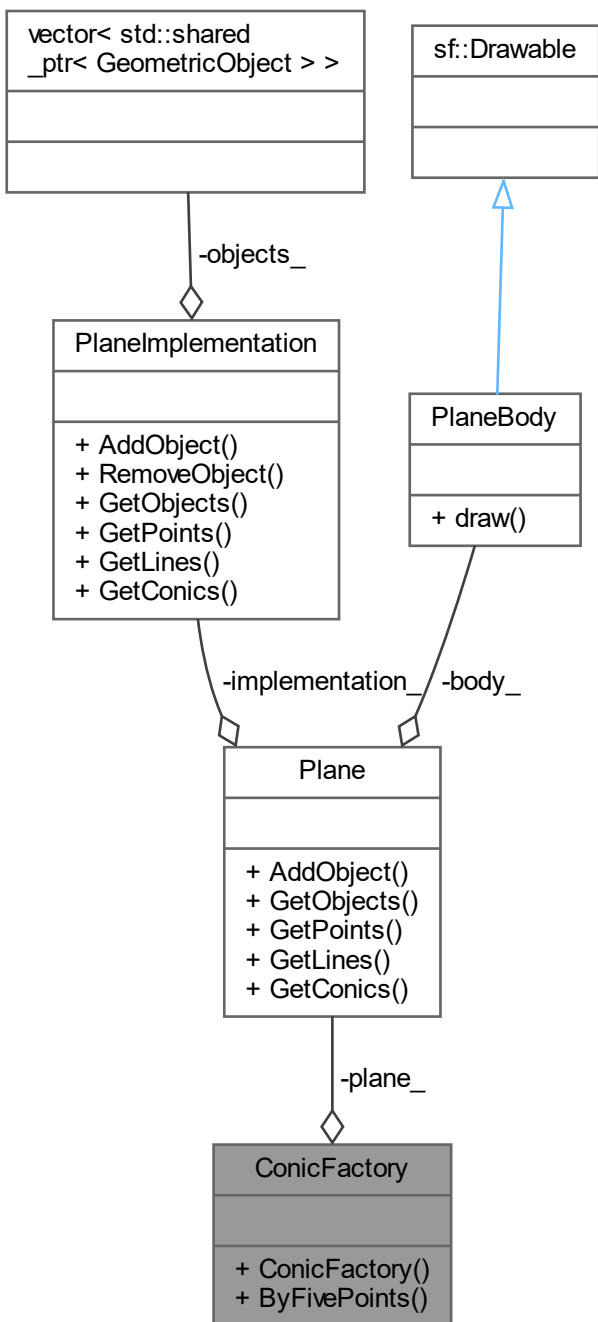 vector< std::shared
_ptr< GeometricObject > >
sf::Drawable
-objects_
PlaneImplementation
+ AddObject()
+ RemoveObject()
+ GetObjects()
+ GetPoints()
+ GetLines()
+ GetConics()
PlaneBody
+ draw()
-implementation_
-body_
Plane
+ AddObject()
+ GetObjects()
+ GetPoints()
+ GetLines()
+ GetConics()
-plane_
ConicFactory
+ ConicFactory()
+ ByFivePoints()